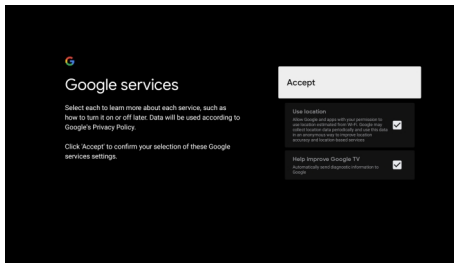 Google services
Select each to learn more about each service, such as
how to turn it on or off later. Data will be used according to
Google's Privacy Policy.
Click 'Accept' to confirm your selection of these Google
services settings.
Accept
Use location
Allow Google and apps with your permission to
use location estimated from Wi-Fi. Google may
collect location data periodically and use this data
in an anonymous way to improve location
accuracy and location-based services.
Help improve Google TV
Automatically send diagnostic information to
Google